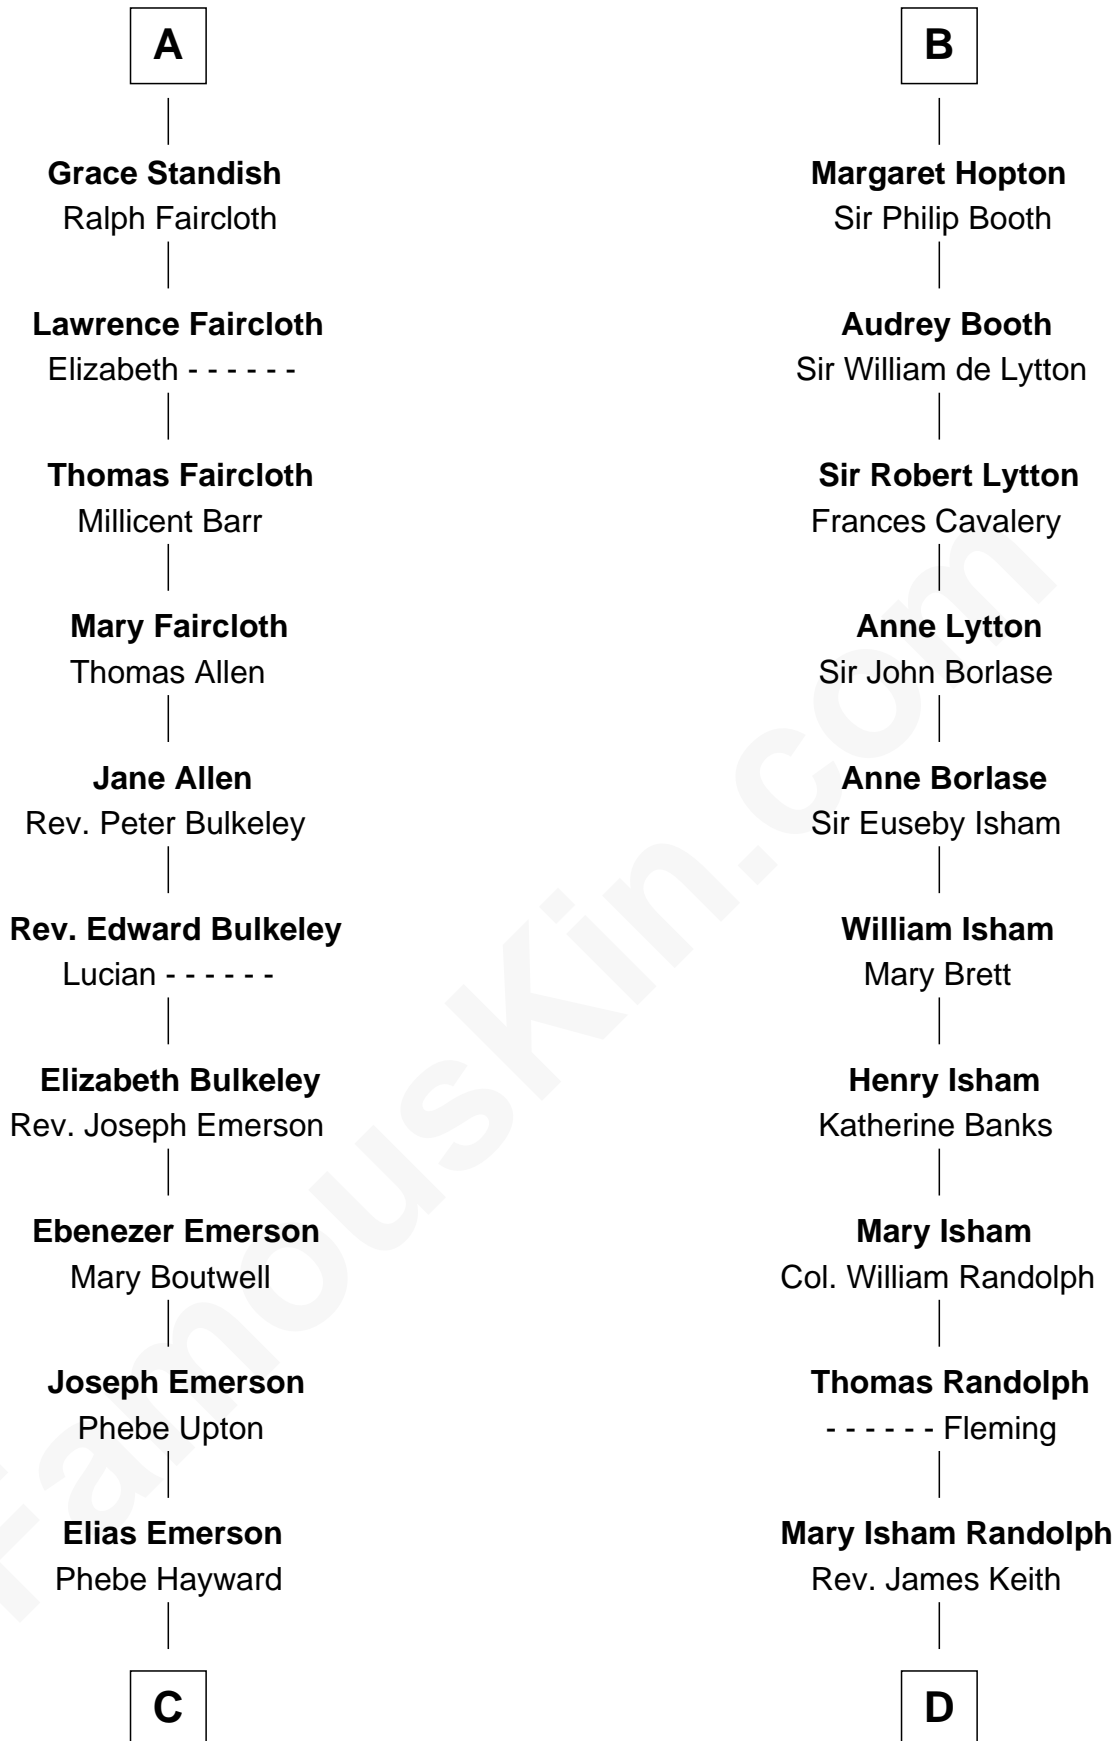 A
Grace Standish
Ralph Faircloth
Lawrence Faircloth
Elizabeth - - - - - -
Thomas Faircloth
Millicent Barr
Mary Faircloth
Thomas Allen
Jane Allen
Rev. Peter Bulkeley
Rev. Edward Bulkeley
Lucian - - - - - -
Elizabeth Bulkeley
Rev. Joseph Emerson
Ebenezer Emerson
Mary Boutwell
Joseph Emerson
Phebe Upton
Elias Emerson
Phebe Hayward
C
B
Margaret Hopton
Sir Philip Booth
Audrey Booth
Sir William de Lytton
Sir Robert Lytton
Frances Cavalery
Anne Lytton
Sir John Borlase
Anne Borlase
Sir Euseby Isham
William Isham
Mary Brett
Henry Isham
Katherine Banks
Mary Isham
Col. William Randolph
Thomas Randolph
- - - - - - Fleming
Mary Isham Randolph
Rev. James Keith
D
FamousKin.com